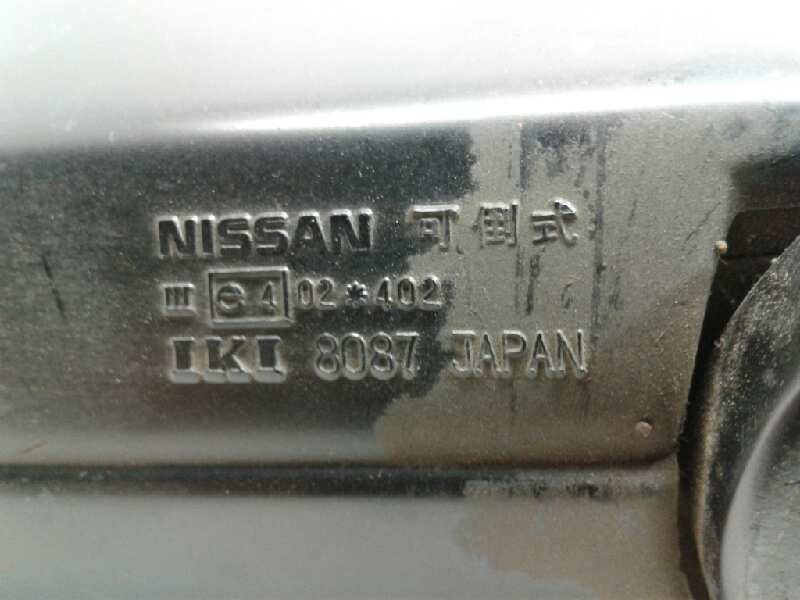 NISSAN 可倒式
III e4 02*402
IKI 8087 JAPAN